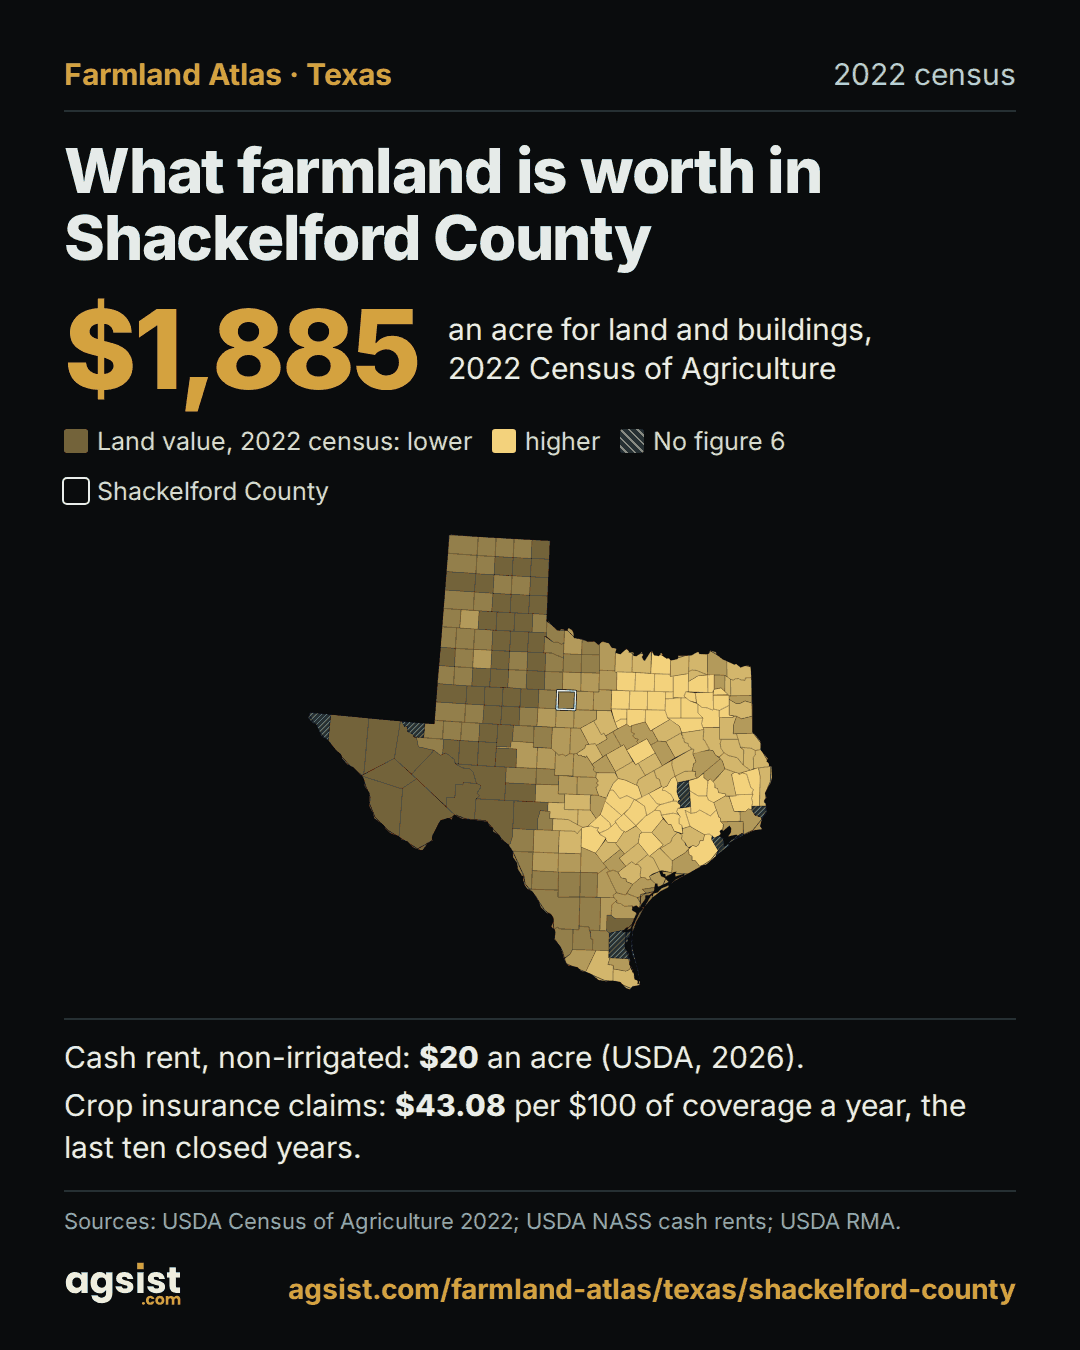 Farmland Atlas · Texas
2022 census
What farmland is worth in
Shackelford County
$1,885
an acre for land and buildings,
2022 Census of Agriculture
Land value, 2022 census: lower
higher
No figure 6
Shackelford County
Cash rent, non-irrigated: $20 an acre (USDA, 2026).
Crop insurance claims: $43.08 per $100 of coverage a year, the
last ten closed years.
Sources: USDA Census of Agriculture 2022; USDA NASS cash rents; USDA RMA.
agsist
.com
agsist.com/farmland-atlas/texas/shackelford-county